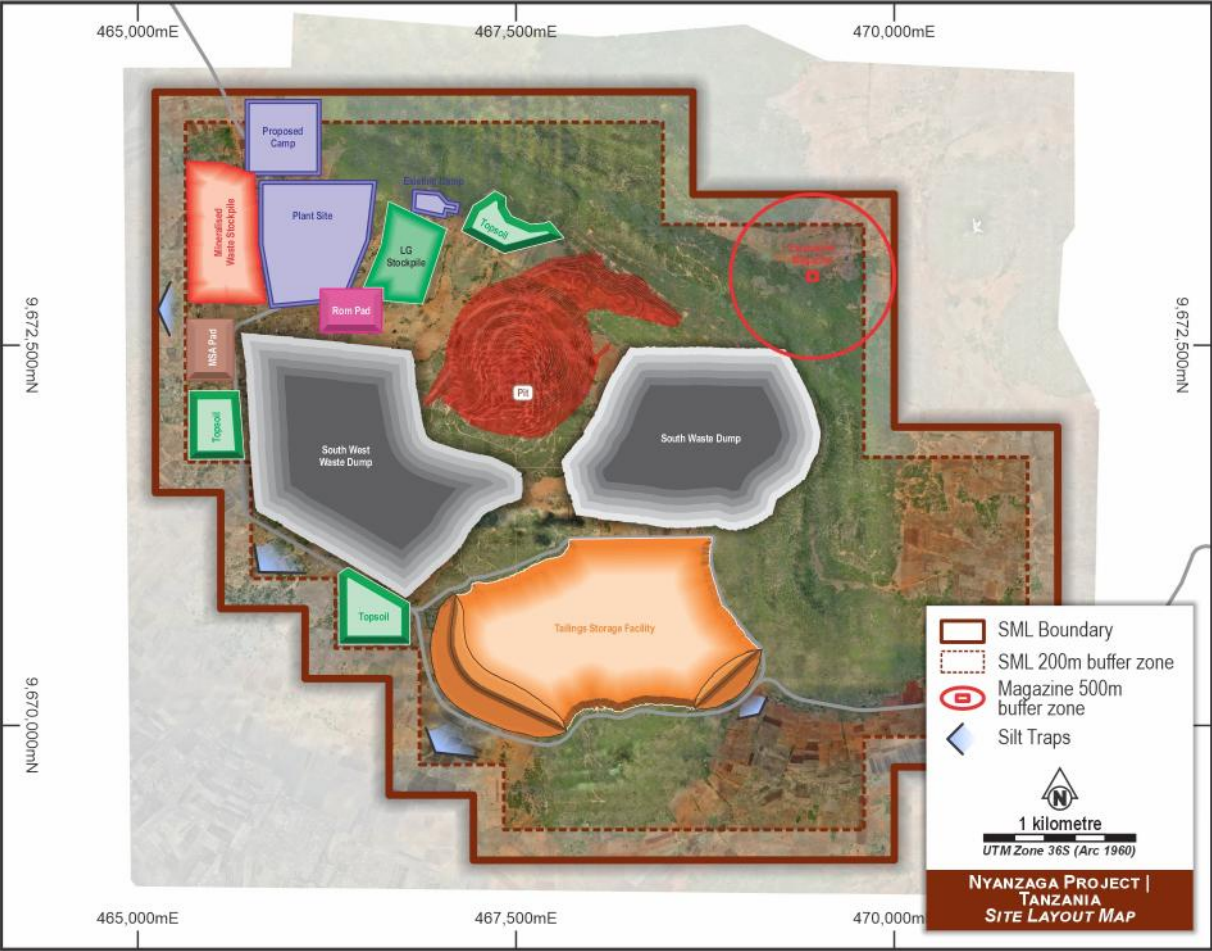 465,000mE
467,500mE
470,000mE
Proposed
Camp
Mineralised
Waste Stockpile
Plant Site
Existing Camp
LG
Stockpile
Topsoil
9,672,500mN
9,672,500mN
Rom Pad
MSA Pad
Pit
Topsoil
South West
Waste Dump
South Waste Dump
Topsoil
Tailings Storage Facility
9,670,000mN
SML Boundary
SML 200m buffer zone
Magazine 500m
buffer zone
Silt Traps
N
1 kilometre
UTM Zone 36S (Arc 1960)
NYANZAGA PROJECT |
TANZANIA
SITE LAYOUT MAP
465,000mE
467,500mE